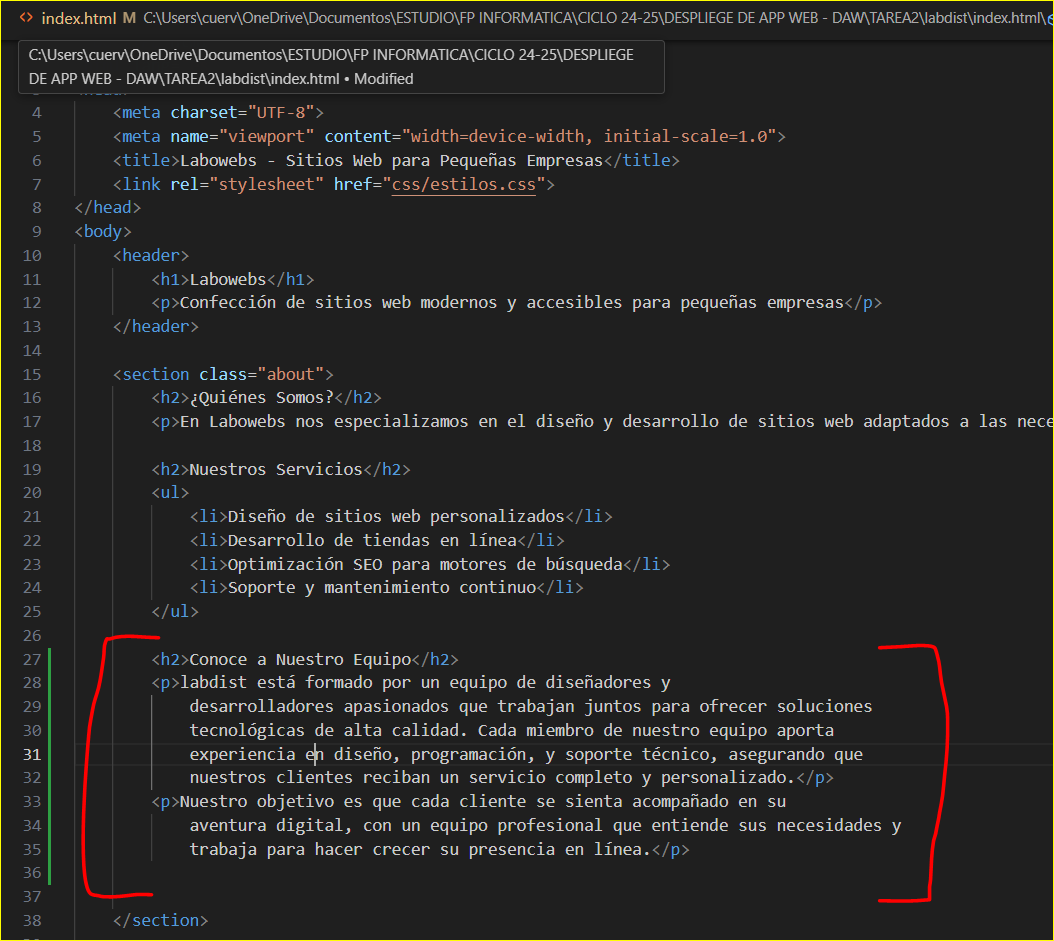 <> index.html M C:\Users\cuerv\OneDrive\Documentos\ESTUDIO\FP INFORMATICA\CICLO 24-25\DESPLIEGE DE APP WEB - DAW\TAREA2\labdist\index.html\
C:\Users\cuerv\OneDrive\Documentos\ESTUDIO\FP INFORMATICA\CICLO 24-25\DESPLIEGE
DE APP WEB - DAW\TAREA2\labdist\index.html • Modified
4 <meta charset="UTF-8">
5 <meta name="viewport" content="width=device-width, initial-scale=1.0">
6 <title>Labowebs - Sitios Web para Pequeñas Empresas</title>
7 <link rel="stylesheet" href="css/estilos.css">
8 </head>
9 <body>
10 <header>
11 <h1>Labowebs</h1>
12 <p>Confección de sitios web modernos y accesibles para pequeñas empresas</p>
13 </header>
14
15 <section class="about">
16 <h2>¿Quiénes Somos?</h2>
17 <p>En Labowebs nos especializamos en el diseño y desarrollo de sitios web adaptados a las nece
18
19 <h2>Nuestros Servicios</h2>
20 <ul>
21 <li>Diseño de sitios web personalizados</li>
22 <li>Desarrollo de tiendas en línea</li>
23 <li>Optimización SEO para motores de búsqueda</li>
24 <li>Soporte y mantenimiento continuo</li>
25 </ul>
26
27 <h2>Conoce a Nuestro Equipo</h2>
28 <p>labdist está formado por un equipo de diseñadores y
29 desarrolladores apasionados que trabajan juntos para ofrecer soluciones
30 tecnológicas de alta calidad. Cada miembro de nuestro equipo aporta
31 experiencia en diseño, programación, y soporte técnico, asegurando que
32 nuestros clientes reciban un servicio completo y personalizado.</p>
33 <p>Nuestro objetivo es que cada cliente se sienta acompañado en su
34 aventura digital, con un equipo profesional que entiende sus necesidades y
35 trabaja para hacer crecer su presencia en línea.</p>
36
37
38 </section>